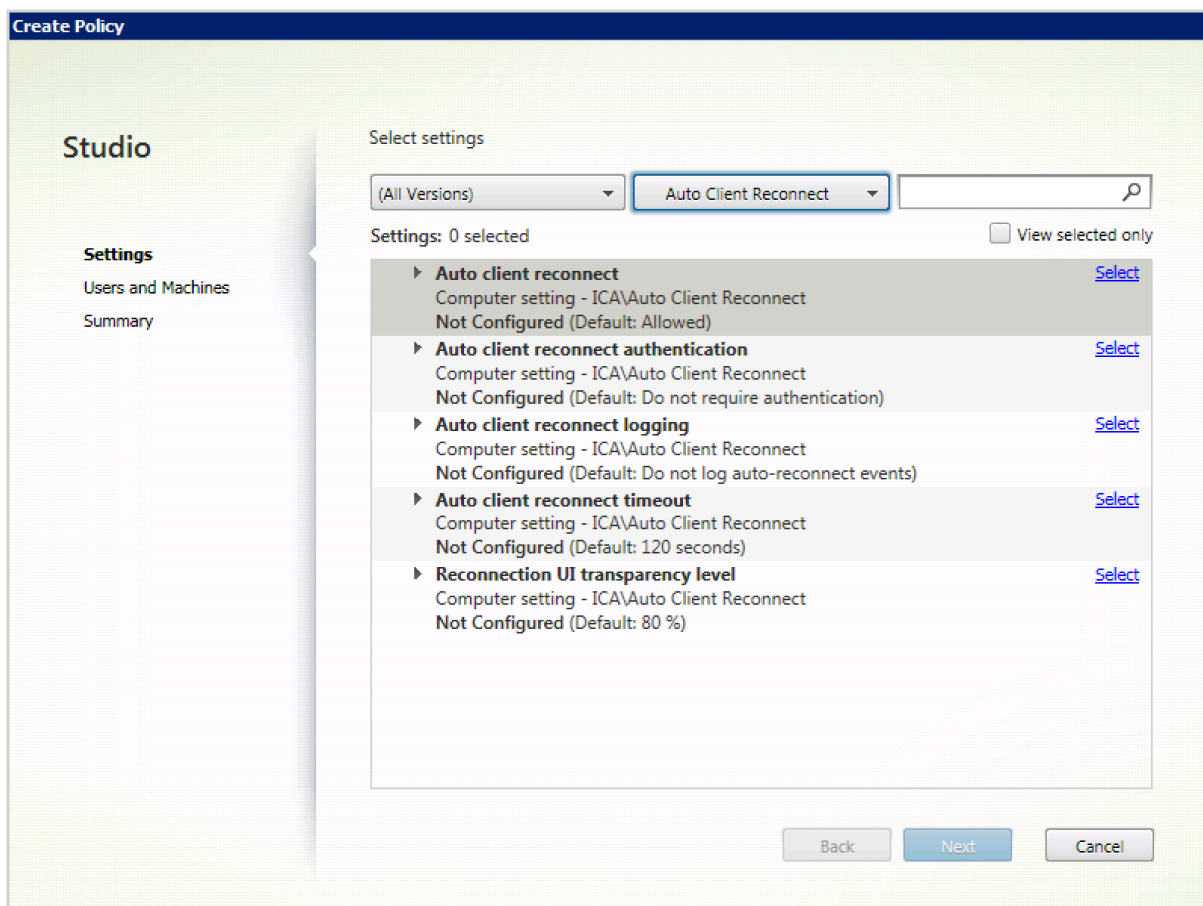 Create Policy
Studio
Settings
Users and Machines
Summary
Select settings
(All Versions)
Auto Client Reconnect
Settings: 0 selected
View selected only
Auto client reconnect
Select
Computer setting - ICA\Auto Client Reconnect
Not Configured (Default: Allowed)
Auto client reconnect authentication
Select
Computer setting - ICA\Auto Client Reconnect
Not Configured (Default: Do not require authentication)
Auto client reconnect logging
Select
Computer setting - ICA\Auto Client Reconnect
Not Configured (Default: Do not log auto-reconnect events)
Auto client reconnect timeout
Select
Computer setting - ICA\Auto Client Reconnect
Not Configured (Default: 120 seconds)
Reconnection UI transparency level
Select
Computer setting - ICA\Auto Client Reconnect
Not Configured (Default: 80 %)
Back
Next
Cancel